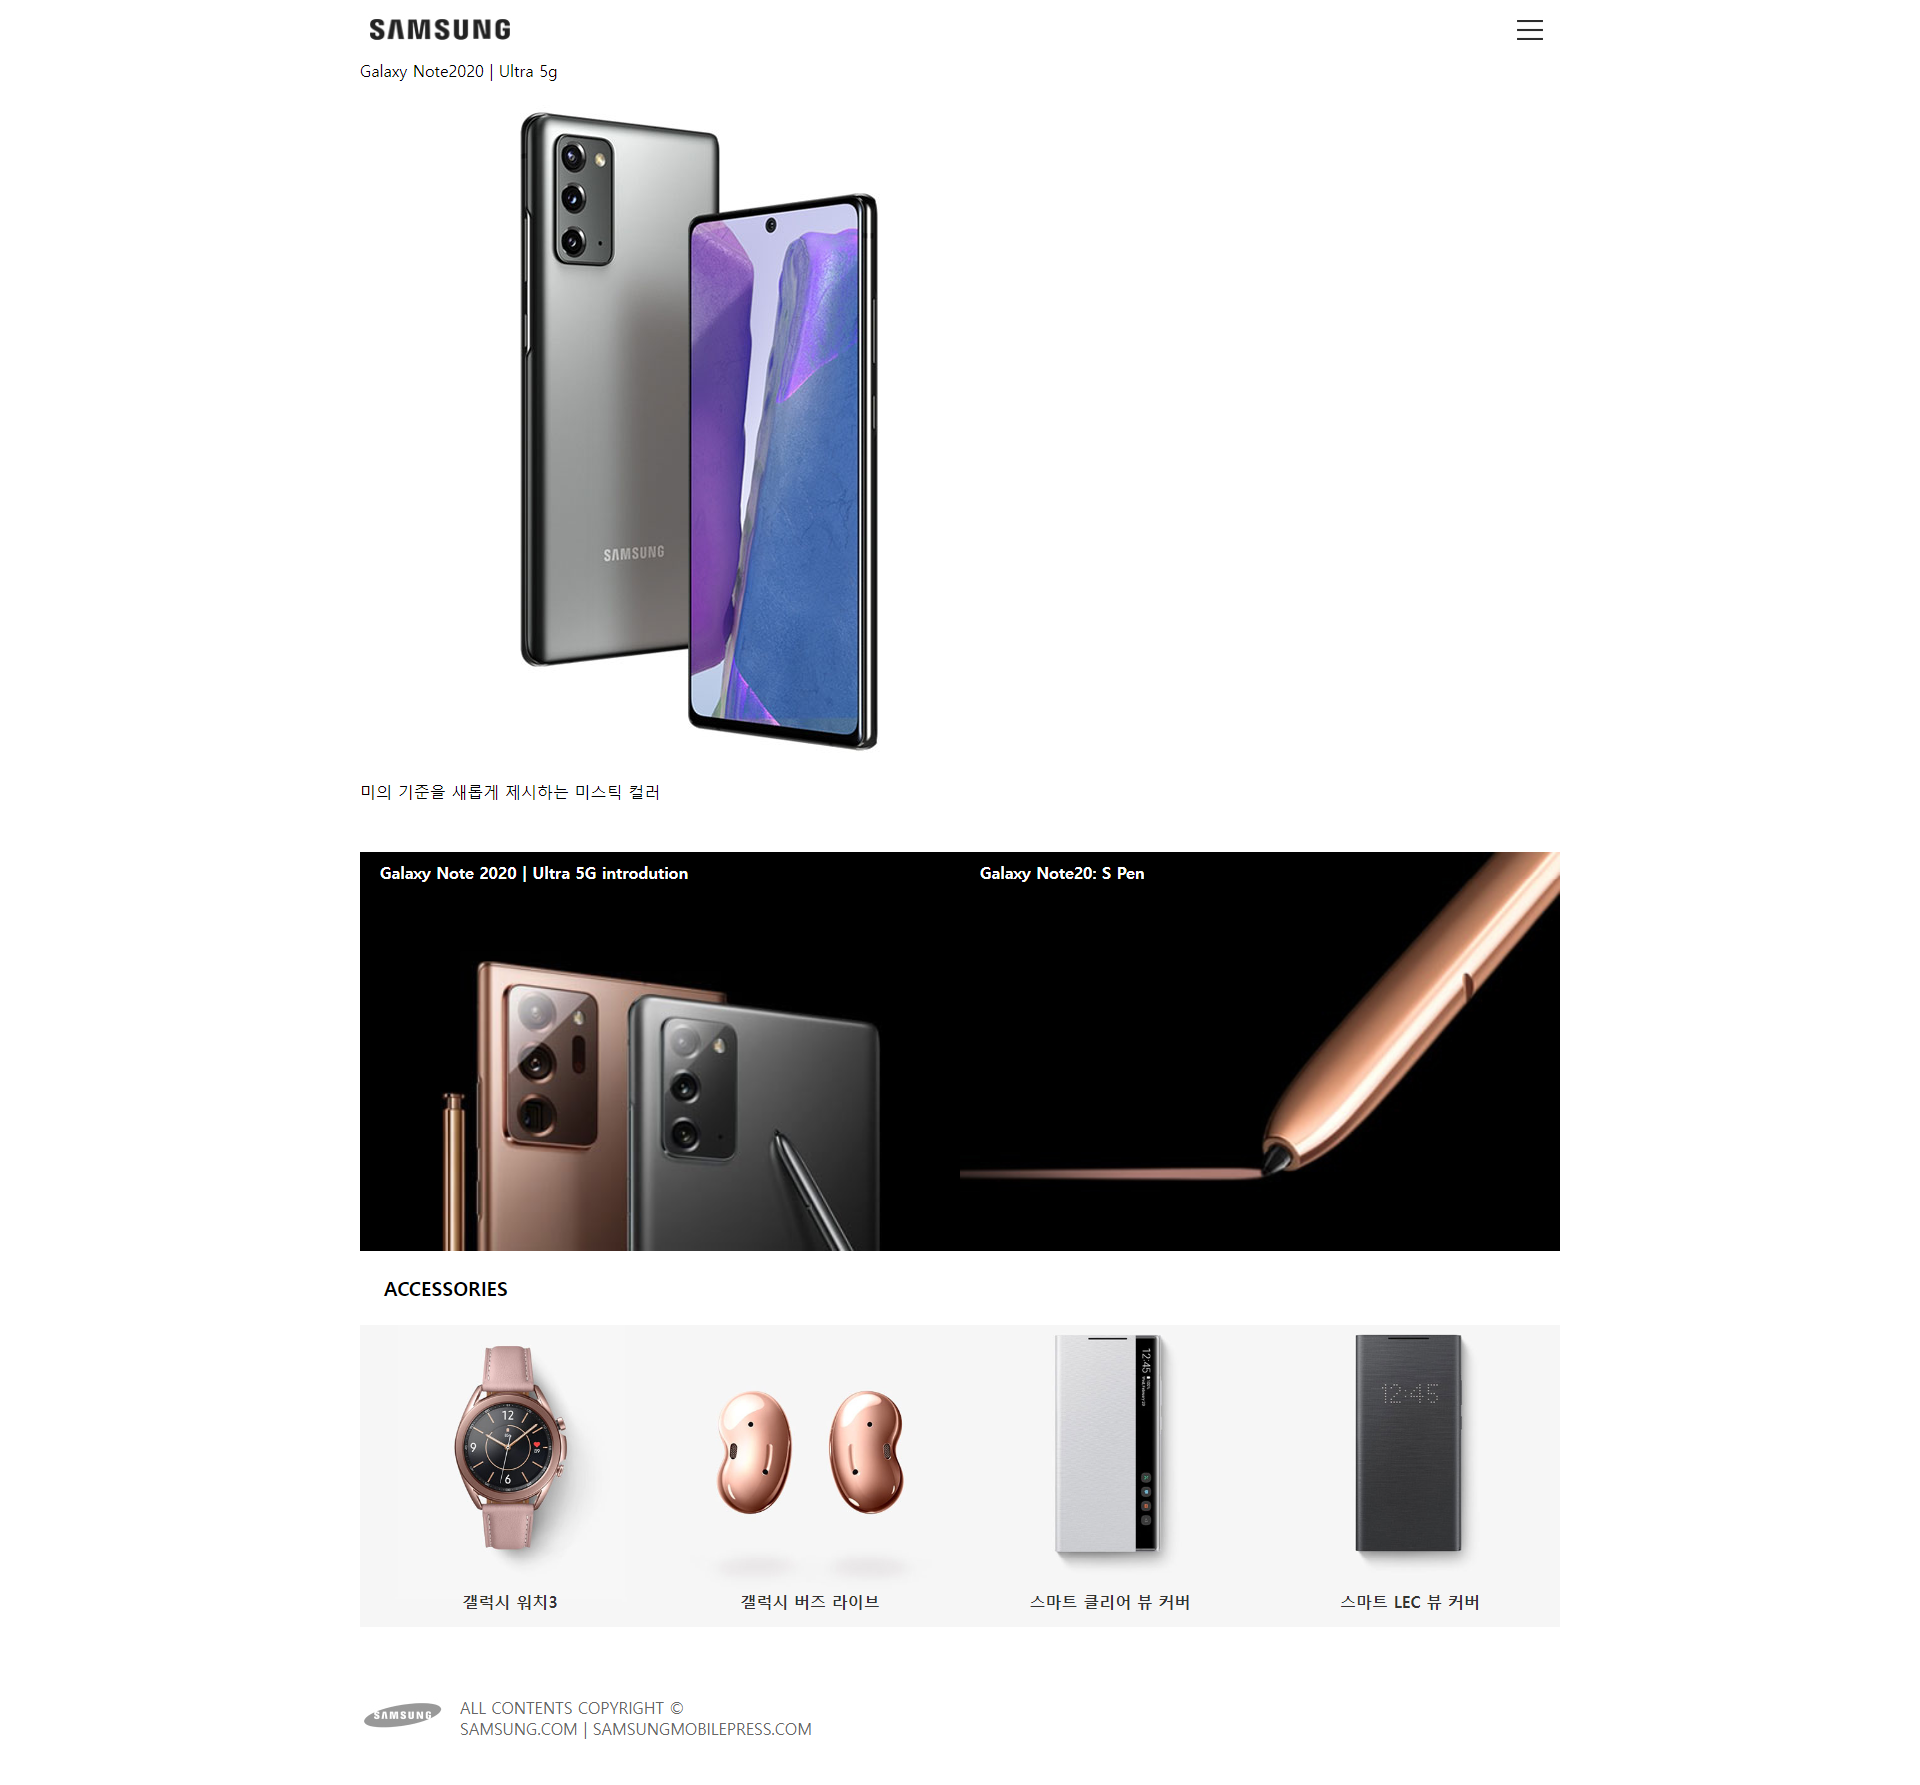 SAMSUNG
Galaxy Note2020 | Ultra 5g
SAMSUNG
미의 기준을 새롭게 제시하는 미스틱 컬러
Galaxy Note 2020 | Ultra 5G introdution
Galaxy Note20: S Pen
ACCESSORIES
12
9
6
12:45
12:45
갤럭시 워치3
갤럭시 버즈 라이브
스마트 클리어 뷰 커버
스마트 LEC 뷰 커버
SAMSUNG
ALL CONTENTS COPYRIGHT ©
SAMSUNG.COM | SAMSUNGMOBILEPRESS.COM